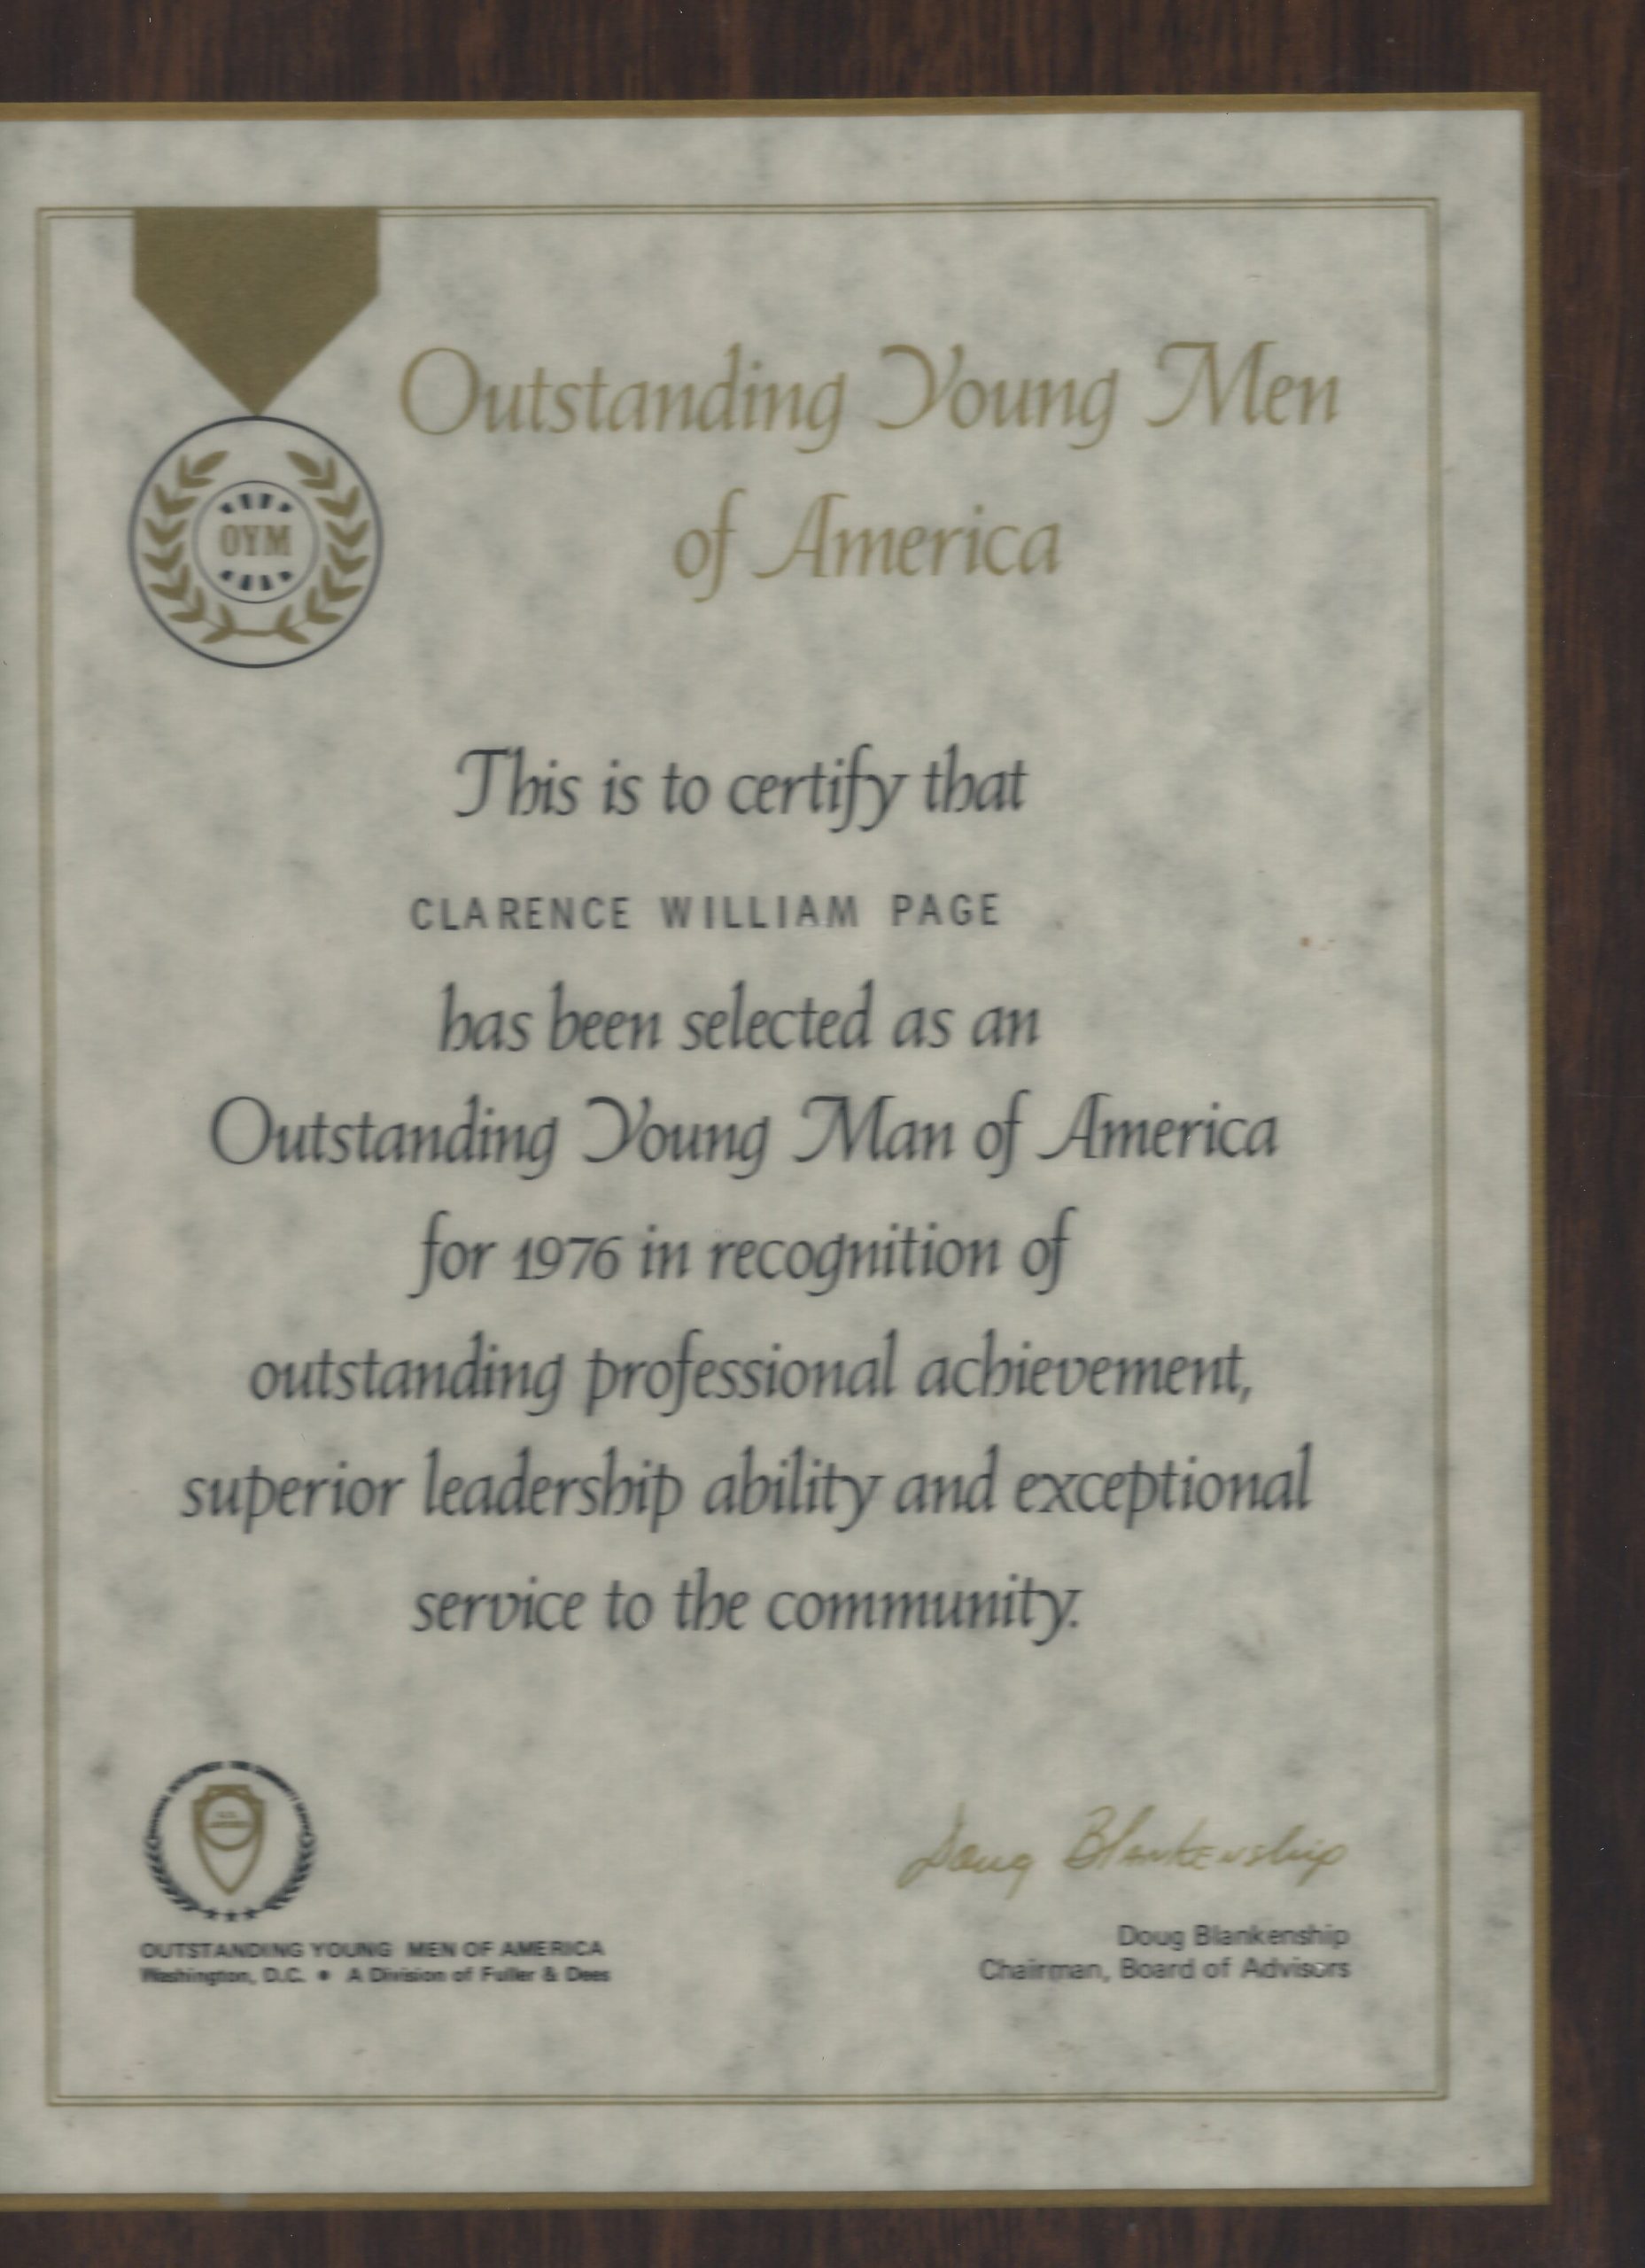 Outstanding Young Men
of America
OYM
This is to certify that
CLARENCE WILLIAM PAGE
has been selected as an
Outstanding Young Man of America
for 1976 in recognition of
outstanding professional achievement,
superior leadership ability and exceptional
service to the community.
Doug Blankenship
OUTSTANDING YOUNG MEN OF AMERICA
Washington, D.C. • A Division of Fuller & Dees
Doug Blankenship
Chairman, Board of Advisors